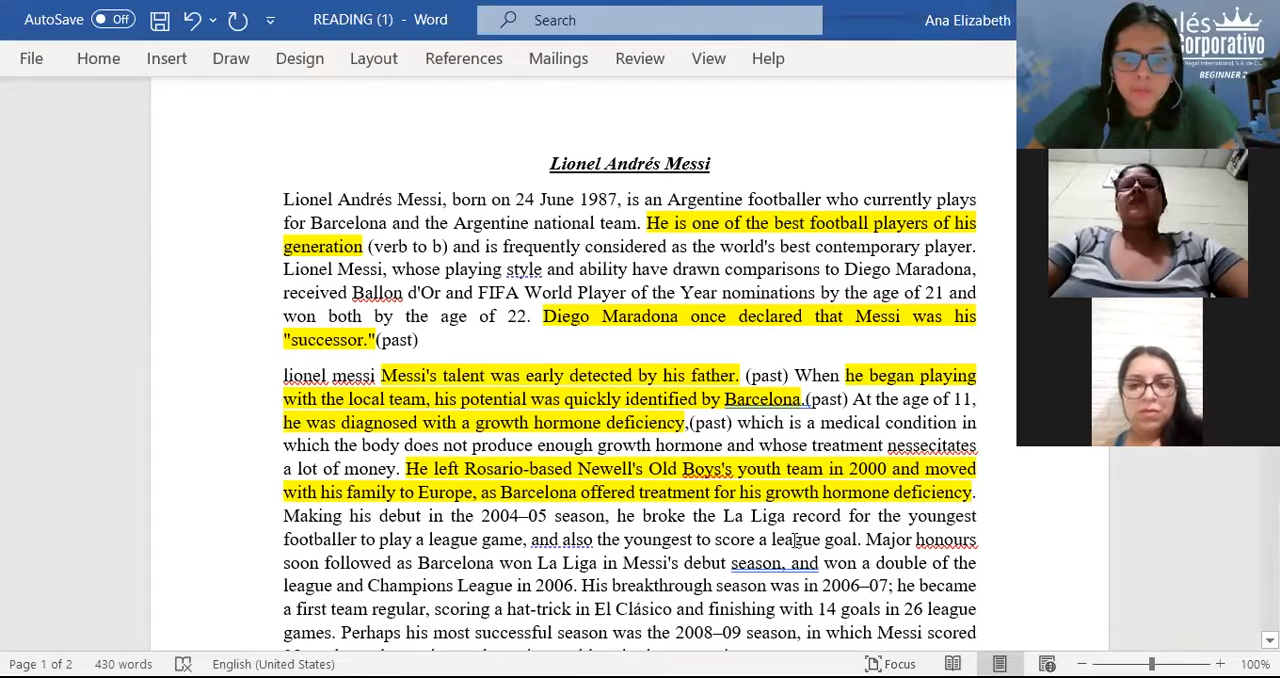 AutoSave Off READING (1) - Word Search Ana Elizabeth
File Home Insert Draw Design Layout References Mailings Review View Help
lés
Corporativo
Regal International, S.A. de C.V.
BEGINNER 2
Lionel Andrés Messi
Lionel Andrés Messi, born on 24 June 1987, is an Argentine footballer who currently plays
for Barcelona and the Argentine national team. He is one of the best football players of his
generation (verb to b) and is frequently considered as the world's best contemporary player.
Lionel Messi, whose playing style and ability have drawn comparisons to Diego Maradona,
received Ballon d'Or and FIFA World Player of the Year nominations by the age of 21 and
won both by the age of 22. Diego Maradona once declared that Messi was his
"successor."(past)
lionel messi Messi's talent was early detected by his father. (past) When he began playing
with the local team, his potential was quickly identified by Barcelona.(past) At the age of 11,
he was diagnosed with a growth hormone deficiency,(past) which is a medical condition in
which the body does not produce enough growth hormone and whose treatment nessecitates
a lot of money. He left Rosario-based Newell's Old Boys's youth team in 2000 and moved
with his family to Europe, as Barcelona offered treatment for his growth hormone deficiency.
Making his debut in the 2004–05 season, he broke the La Liga record for the youngest
footballer to play a league game, and also the youngest to score a league goal. Major honours
soon followed as Barcelona won La Liga in Messi's debut season, and won a double of the
league and Champions League in 2006. His breakthrough season was in 2006–07; he became
a first team regular, scoring a hat-trick in El Clásico and finishing with 14 goals in 26 league
games. Perhaps his most successful season was the 2008–09 season, in which Messi scored
Page 1 of 2 430 words English (United States) Focus 100%